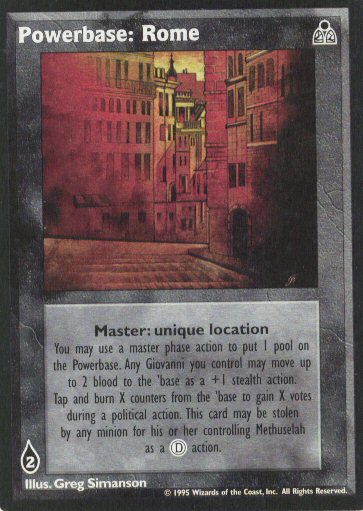 Powerbase: Rome
Master: unique location
You may use a master phase action to put 1 pool on
the Powerbase. Any Giovanni you control may move up
to 2 blood to the 'base as a +1 stealth action.
Tap and burn X counters from the 'base to gain X votes
during a political action. This card may be stolen
by any minion for his or her controlling Methuselah
as a Ⓓ action.
2
Illus. Greg Simanson
© 1995 Wizards of the Coast, Inc. All Rights Reserved.